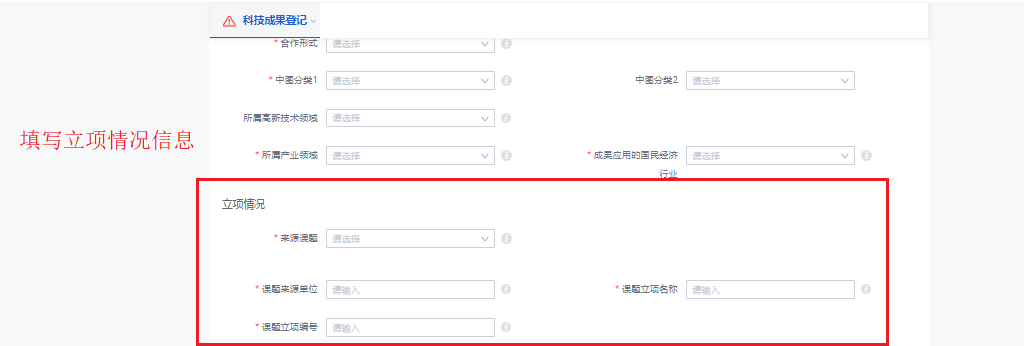 科技成果登记
* 合作形式 请选择
* 中图分类1 请选择 中图分类2 请选择
所属高新技术领域 请选择
填写立项情况信息
* 所属产业领域 请选择 * 成果应用的国民经济 请选择
行业
立项情况
* 来源课题 请选择
* 课题来源单位 请输入 * 课题立项名称 请输入
* 课题立项编号 请输入